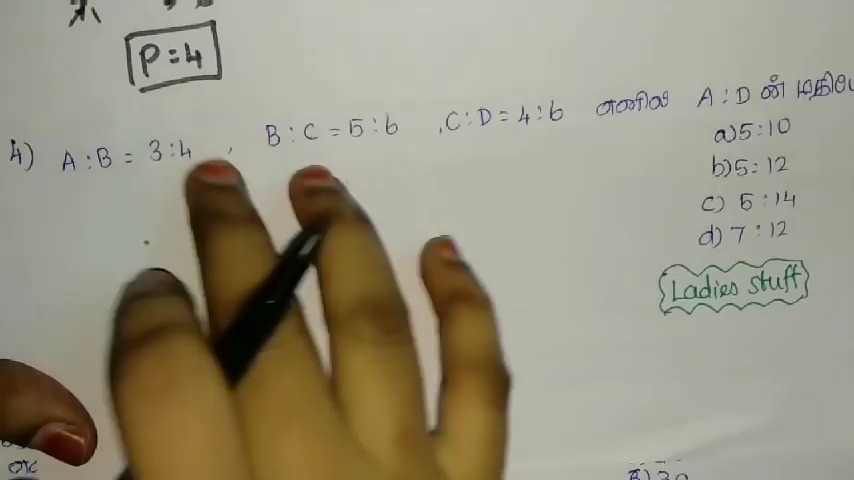 P=4
4) A:B = 3:4 , B:C = 5:6 , C:D = 4:6 எனில் A:D ன்
a) 5:10
b) 5:12
c) 5:14
d) 7:12
Ladies stuff